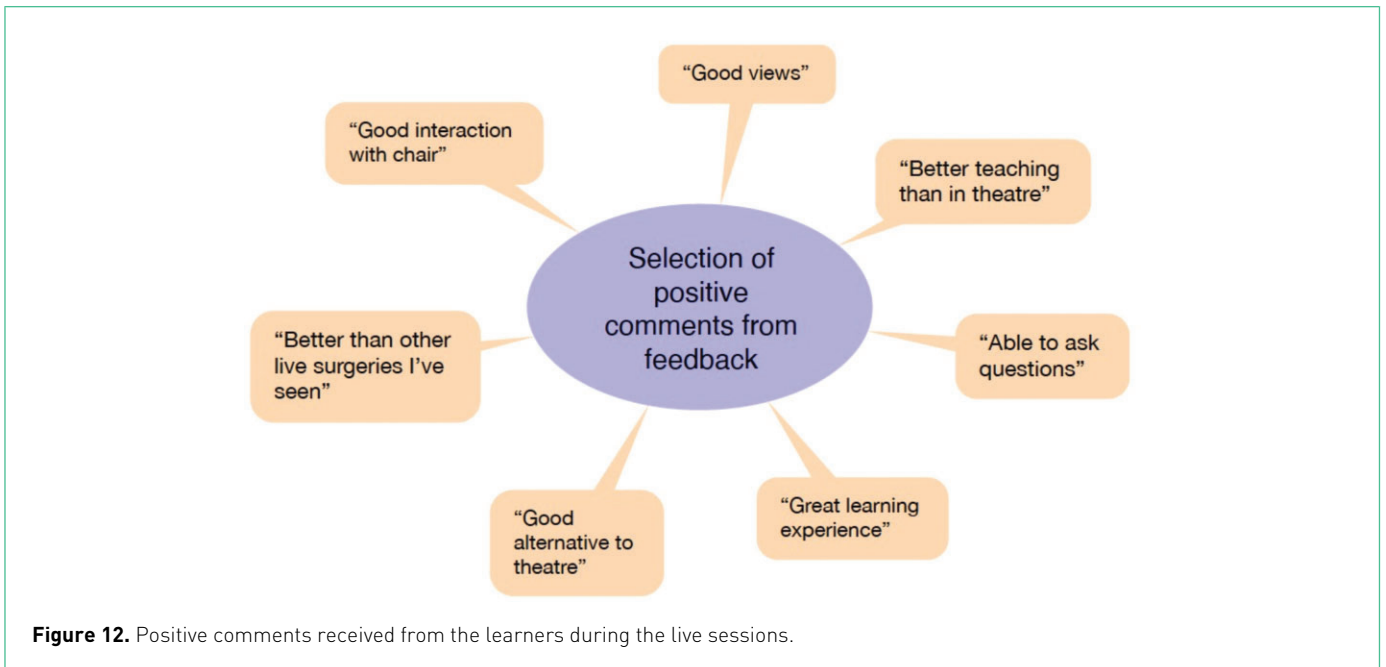 “Good views”
“Good interaction
with chair”
“Better teaching
than in theatre”
Selection of
positive
comments from
feedback
“Better than other
live surgeries I’ve
seen”
“Able to ask
questions”
“Good
alternative to
theatre”
“Great learning
experience”
Figure 12. Positive comments received from the learners during the live sessions.